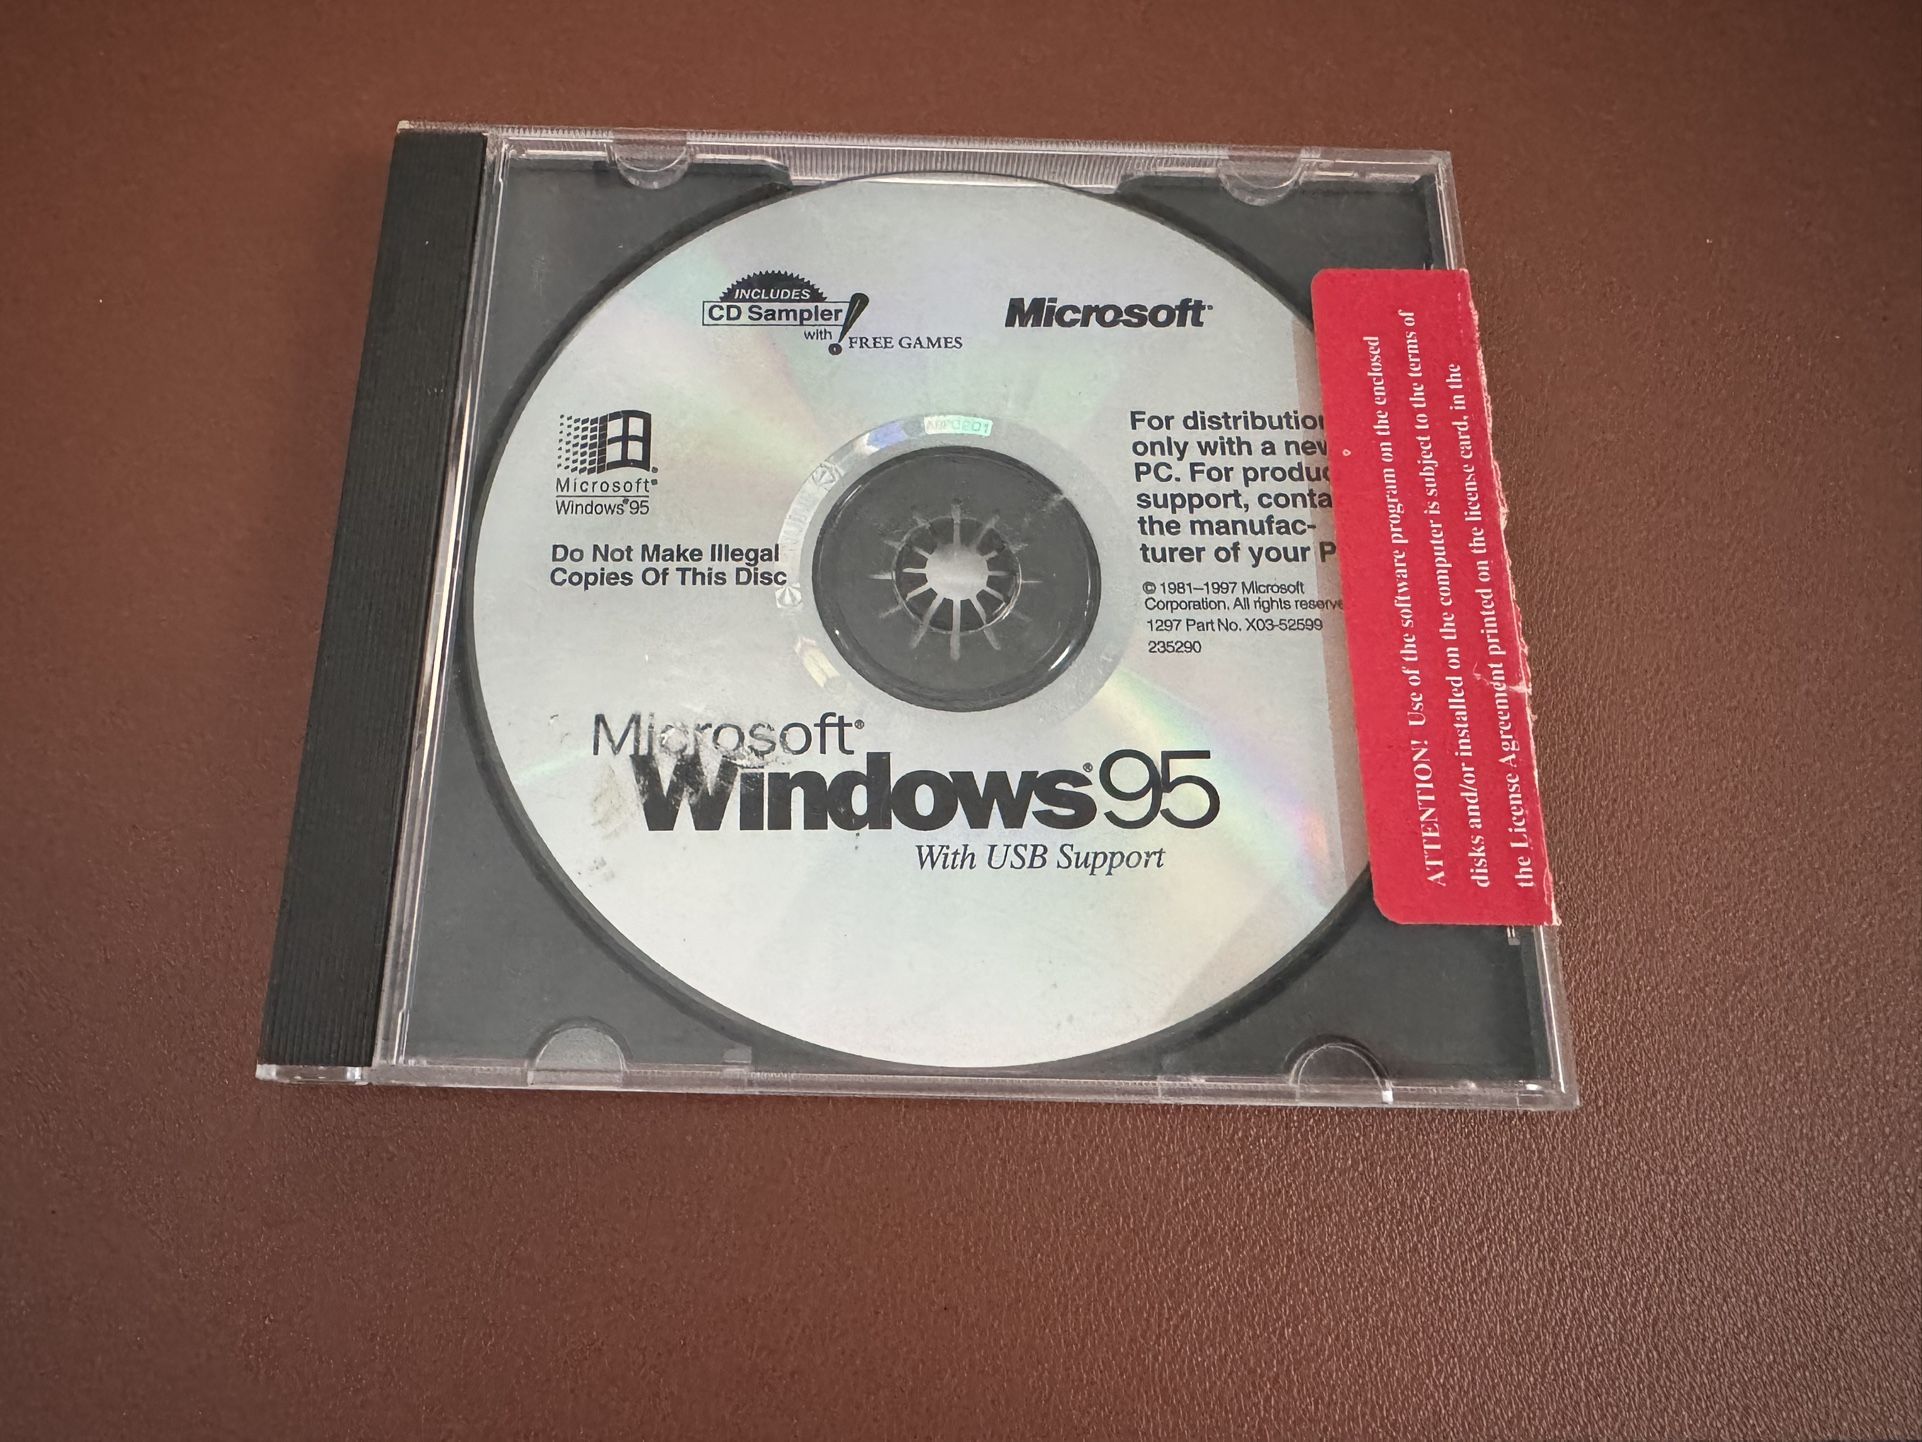 INCLUDES
CD Sampler
with
FREE GAMES
Microsoft
Microsoft
Windows 95
Do Not Make Illegal
Copies Of This Disc
For distribution
only with a new
PC. For produc
support, conta
the manufac-
turer of your P
© 1981–1997 Microsoft
Corporation. All rights reserve
1297 Part No. X03-52599
235290
Microsoft®
Windows®95
With USB Support
ATTENTION! Use of the software program on the enclosed
disks and/or installed on the computer is subject to the terms of
the License Agreement printed on the license card, in the